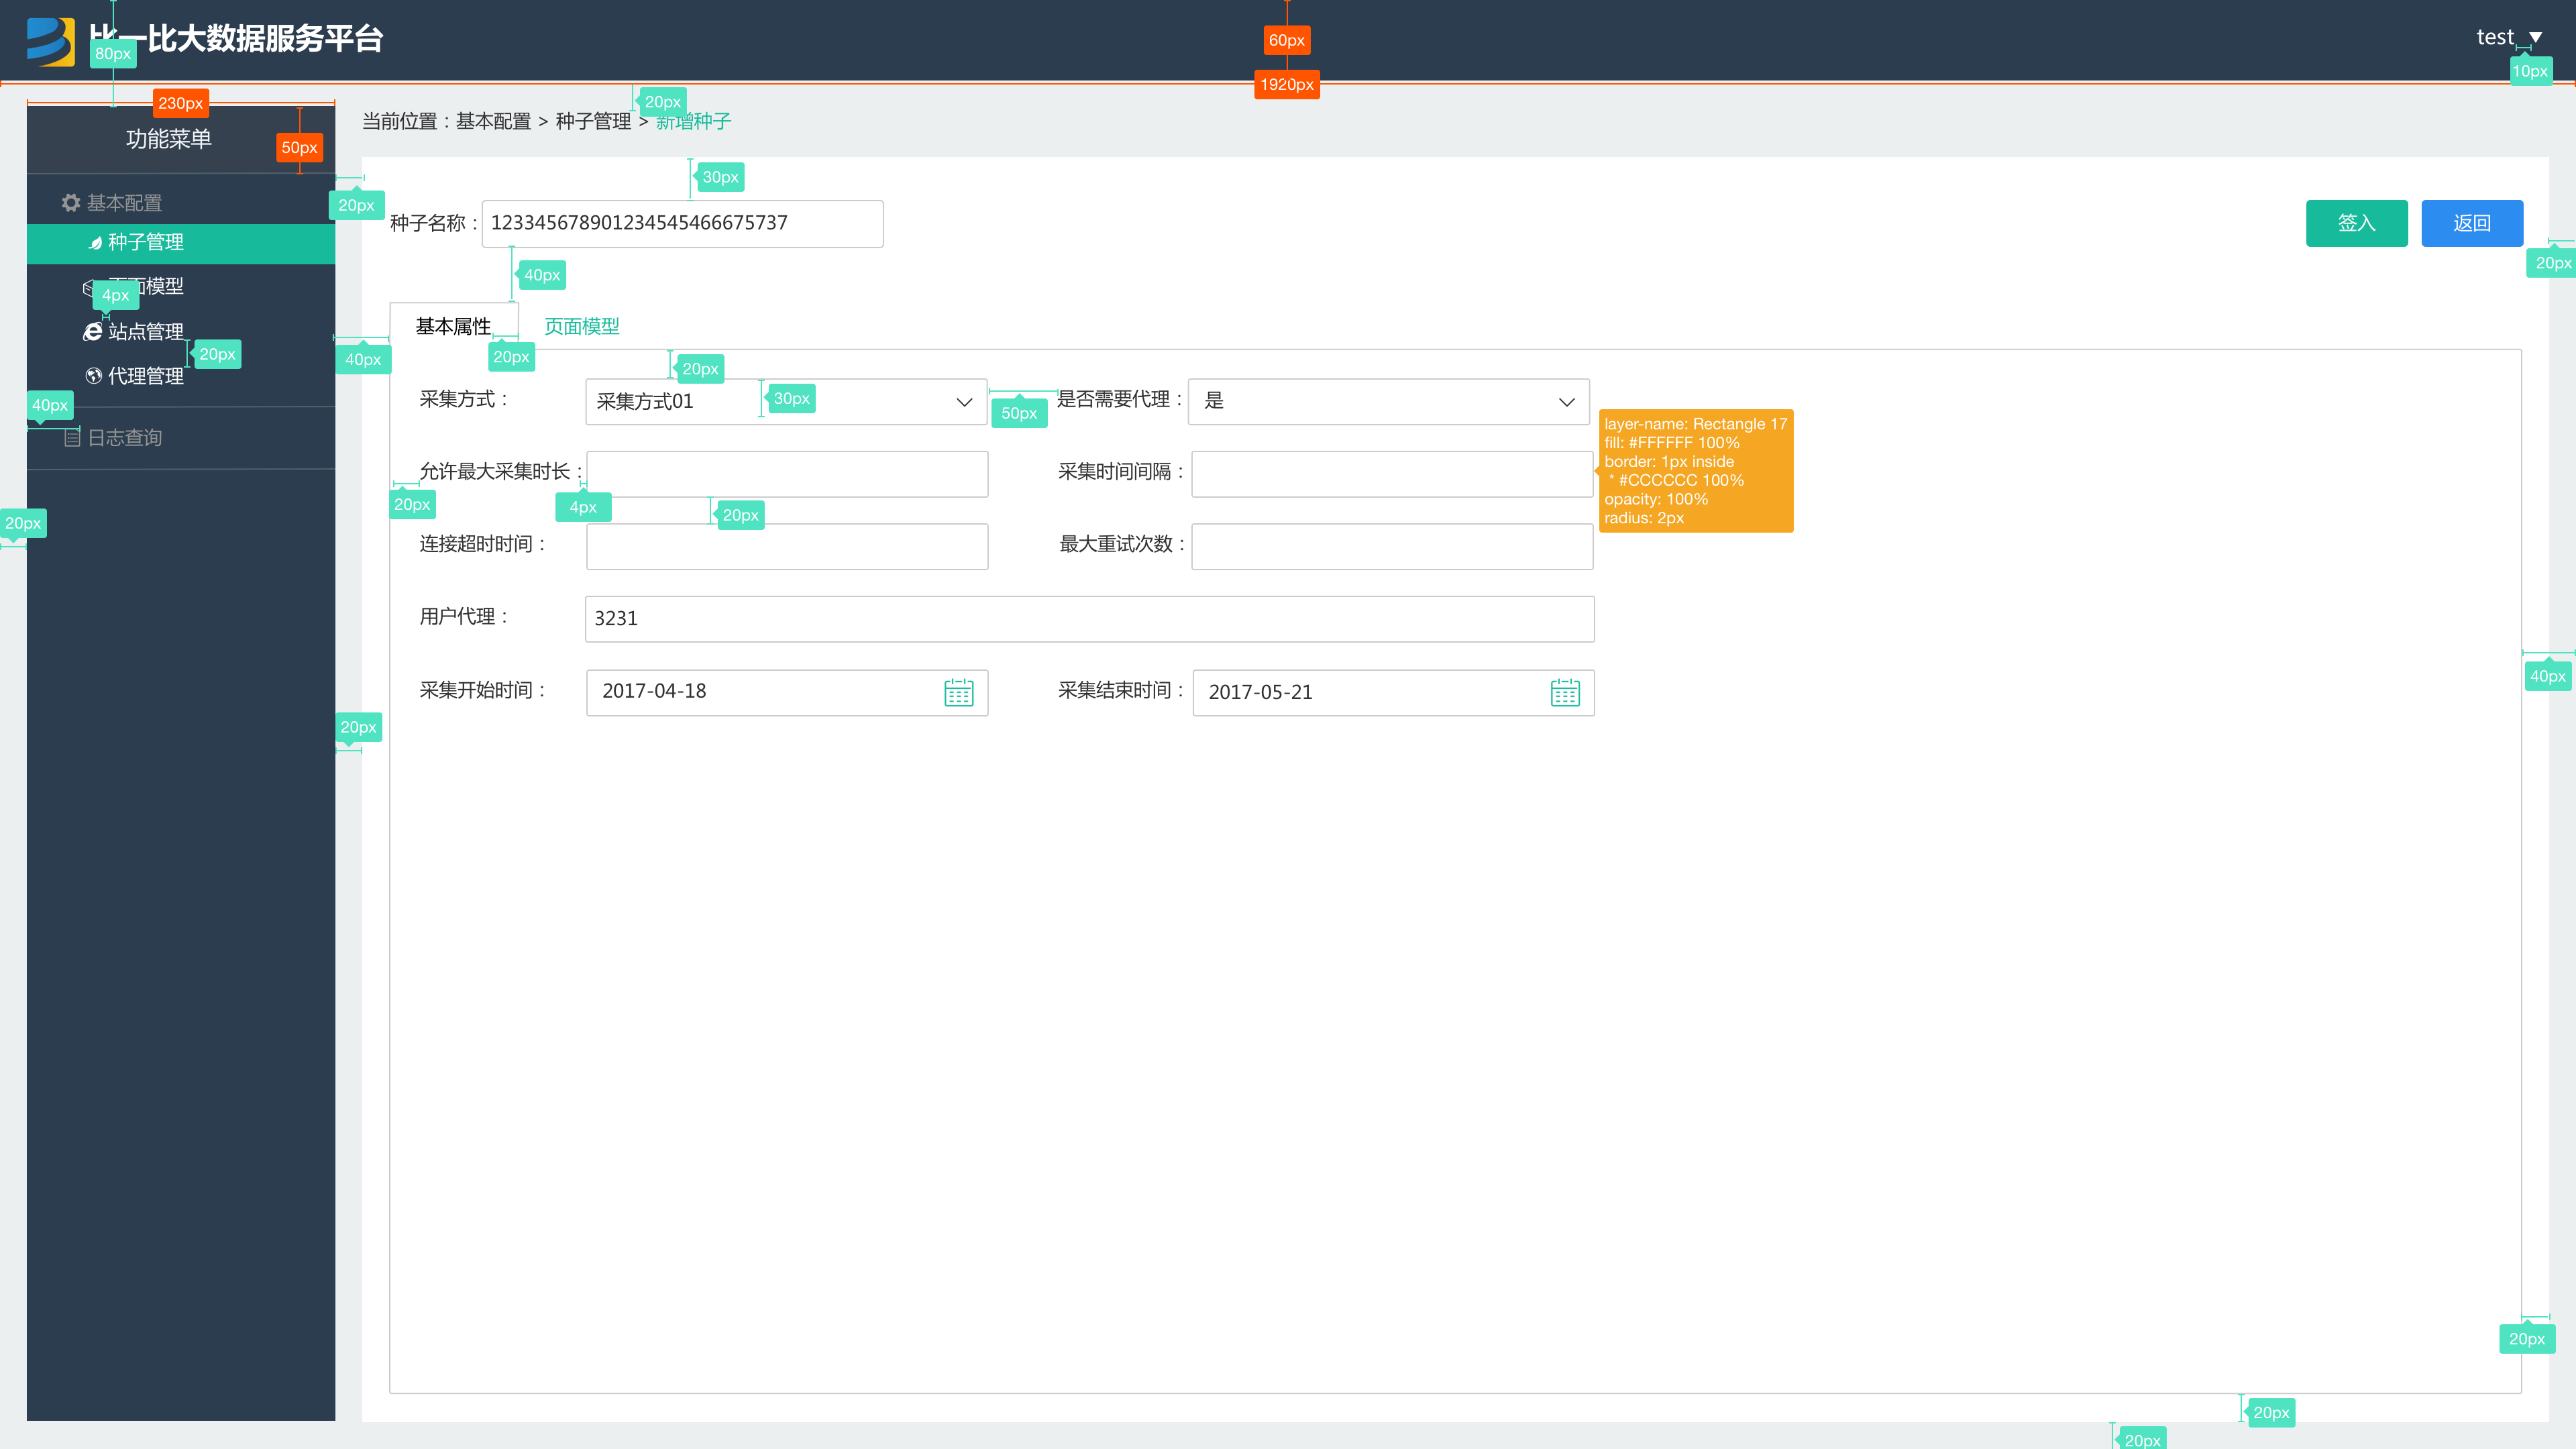 比一比大数据服务平台
80px
60px
test
10px
1920px
230px
20px
功能菜单
50px
当前位置：基本配置 > 种子管理 > 新增种子
30px
基本配置
20px
种子名称：
1233456789012345454666757​37
签入
返回
种子管理
40px
20px
页面模型
4px
站点管理
20px
代理管理
40px
日志查询
20px
基本属性
页面模型
20px
40px
20px
采集方式：
采集方式01
30px
50px
是否需要代理：
是
layer-name: Rectangle 17
fill: #FFFFFF 100%
border: 1px inside
* #CCCCCC 100%
opacity: 100%
radius: 2px
允许最大采集时长：
采集时间间隔：
20px
4px
20px
连接超时时间：
最大重试次数：
用户代理：
3231
采集开始时间：
2017-04-18
采集结束时间：
2017-05-21
40px
20px
20px
20px
20px